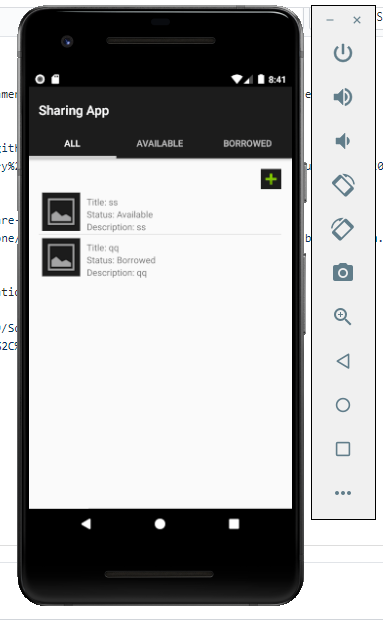 8:41
Sharing App
ALL AVAILABLE BORROWED
Title: ss
Status: Available
Description: ss
Title: qq
Status: Borrowed
Description: qq